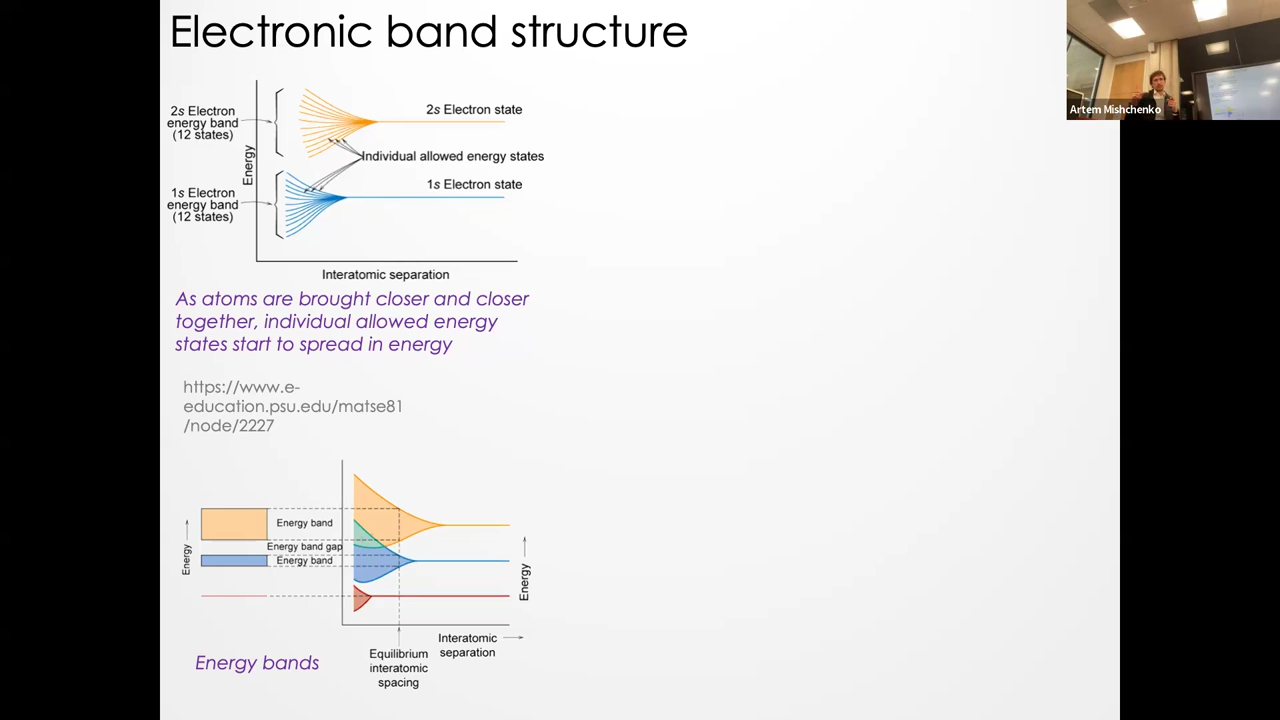 Electronic band structure
Artem Mishchenko
2s Electron
energy band
(12 states)
2s Electron state
Energy
Individual allowed energy states
1s Electron
energy band
(12 states)
1s Electron state
Interatomic separation
As atoms are brought closer and closer
together, individual allowed energy
states start to spread in energy
https://www.e-
education.psu.edu/matse81
/node/2227
Energy
Energy band
Energy band gap
Energy band
Energy
Interatomic
separation
Equilibrium
interatomic
spacing
Energy bands